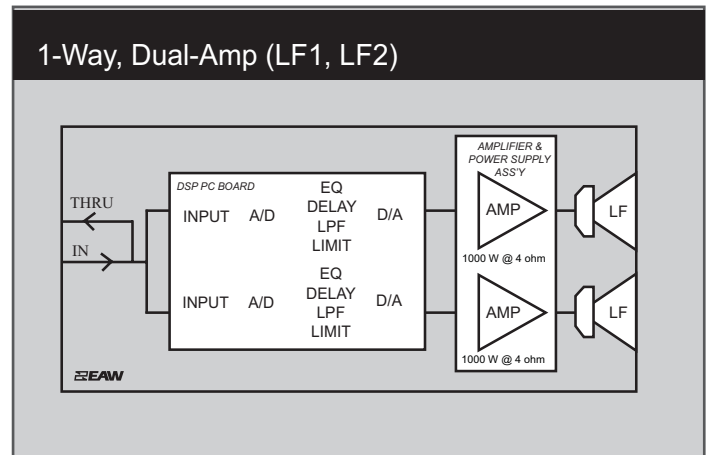 1-Way, Dual-Amp (LF1, LF2)
AMPLIFIER &
POWER SUPPLY
ASS'Y
DSP PC BOARD
THRU
IN
INPUT A/D
EQ
DELAY
LPF
LIMIT
D/A
AMP
LF
1000 W @ 4 ohm
INPUT A/D
EQ
DELAY
LPF
LIMIT
D/A
AMP
LF
1000 W @ 4 ohm
EAW